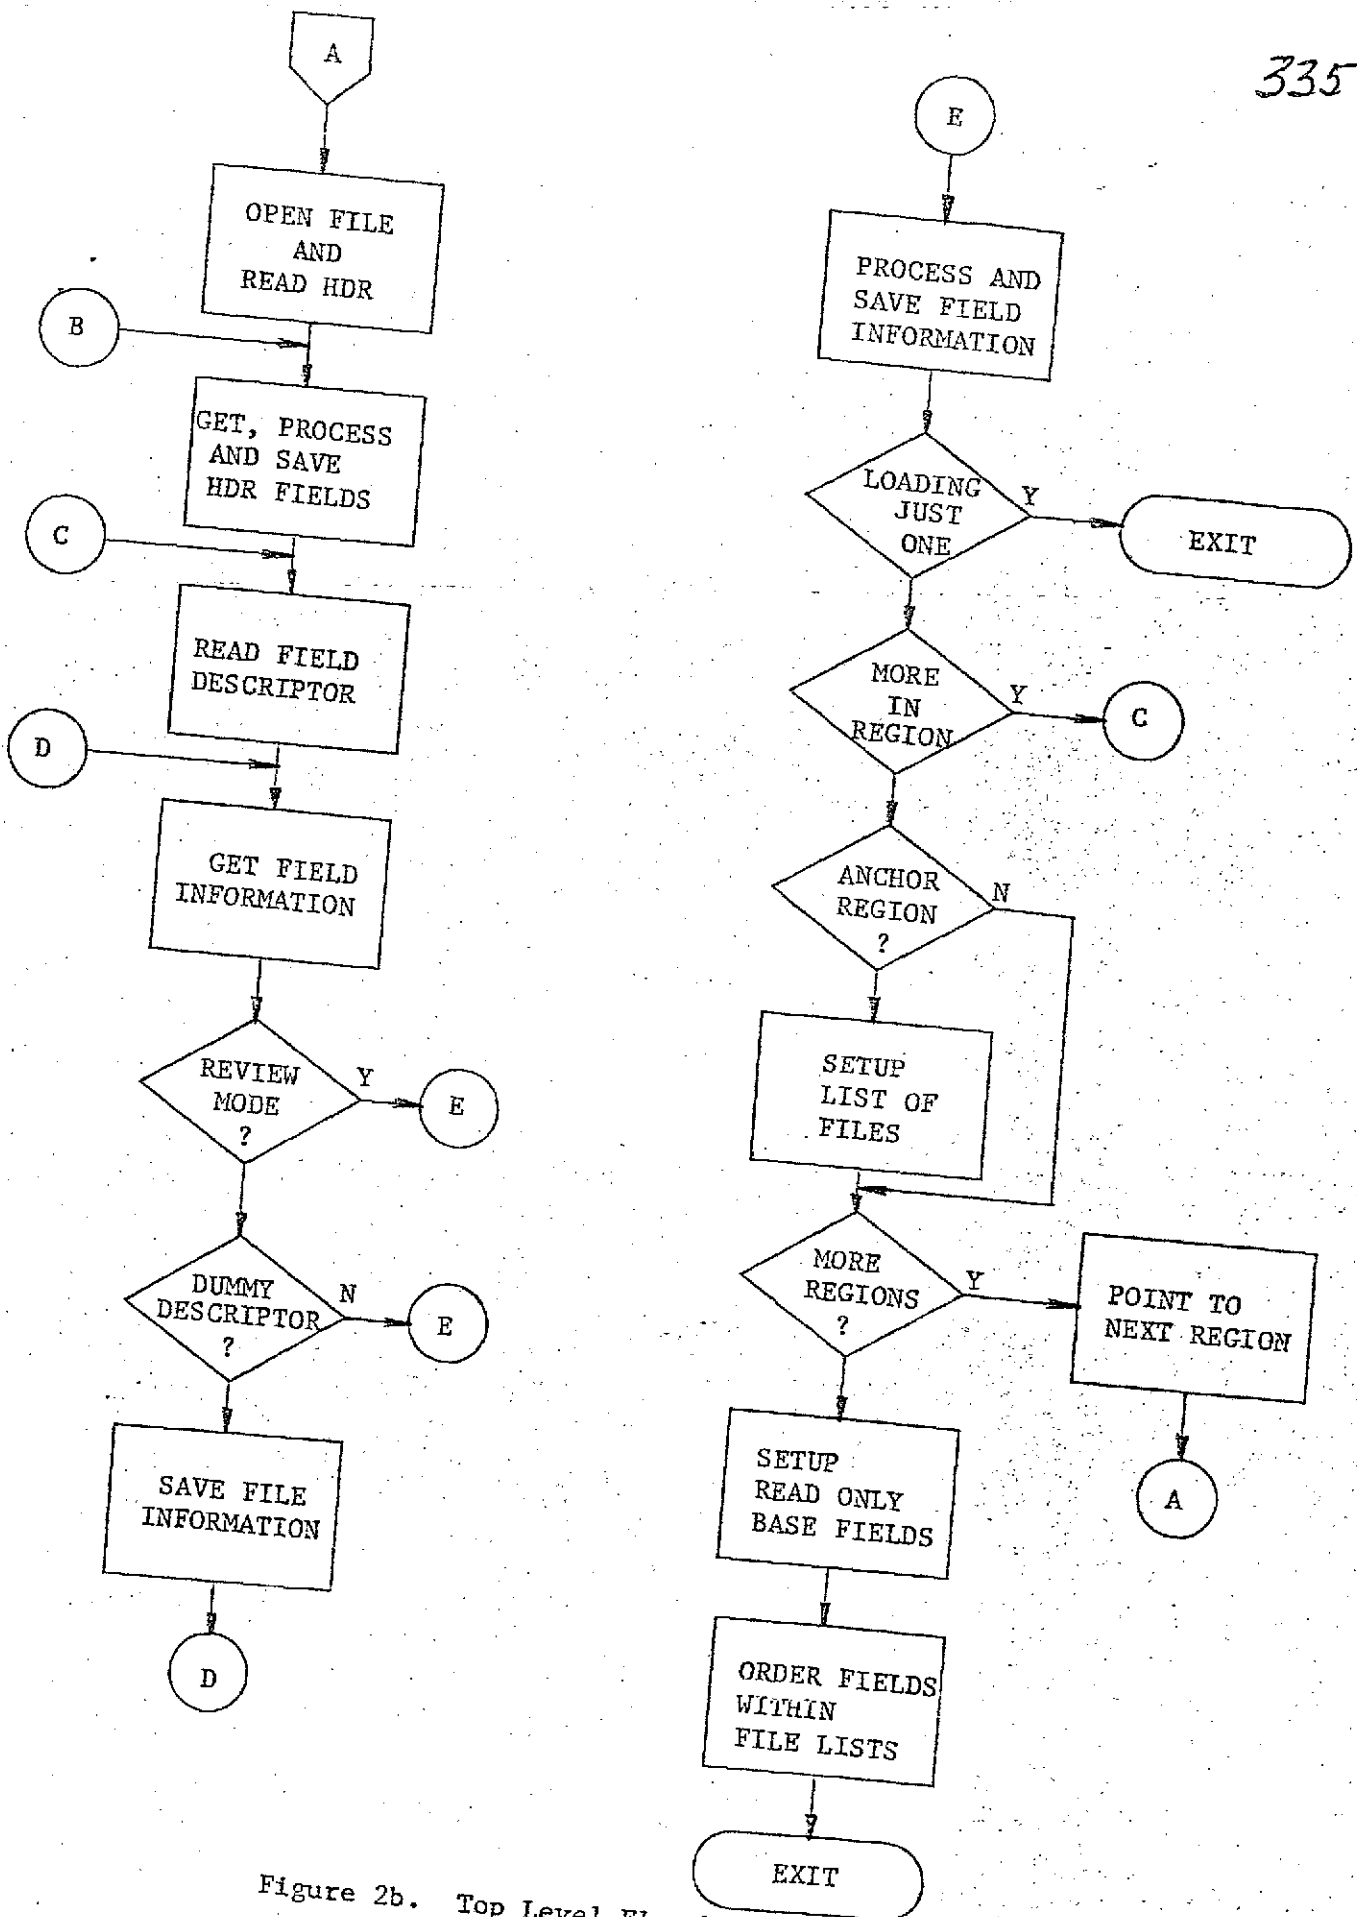 335
A
OPEN FILE
AND
READ HDR
B
GET, PROCESS
AND SAVE
HDR FIELDS
C
READ FIELD
DESCRIPTOR
D
GET FIELD
INFORMATION
REVIEW
MODE
?
Y
E
DUMMY
DESCRIPTOR
?
N
E
SAVE FILE
INFORMATION
D
E
PROCESS AND
SAVE FIELD
INFORMATION
LOADING
JUST
ONE
Y
EXIT
MORE
IN
REGION
Y
C
ANCHOR
REGION
?
N
SETUP
LIST OF
FILES
MORE
REGIONS
?
Y
POINT TO
NEXT REGION
A
SETUP
READ ONLY
BASE FIELDS
ORDER FIELDS
WITHIN
FILE LISTS
EXIT
Figure 2b. Top Level